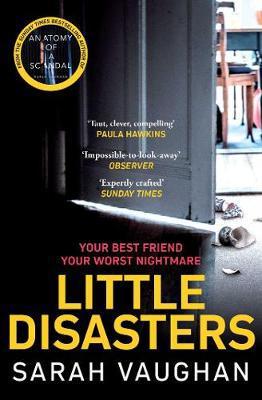 FROM THE SUNDAY TIMES BESTSELLING AUTHOR OF
ANATOMY
OF A
SCANDAL
'Taut, clever, compelling'
PAULA HAWKINS
'Impossible-to-look-away'
OBSERVER
'Expertly crafted'
SUNDAY TIMES
YOUR BEST FRIEND
YOUR WORST NIGHTMARE
LITTLE
DISASTERS
SARAH VAUGHAN